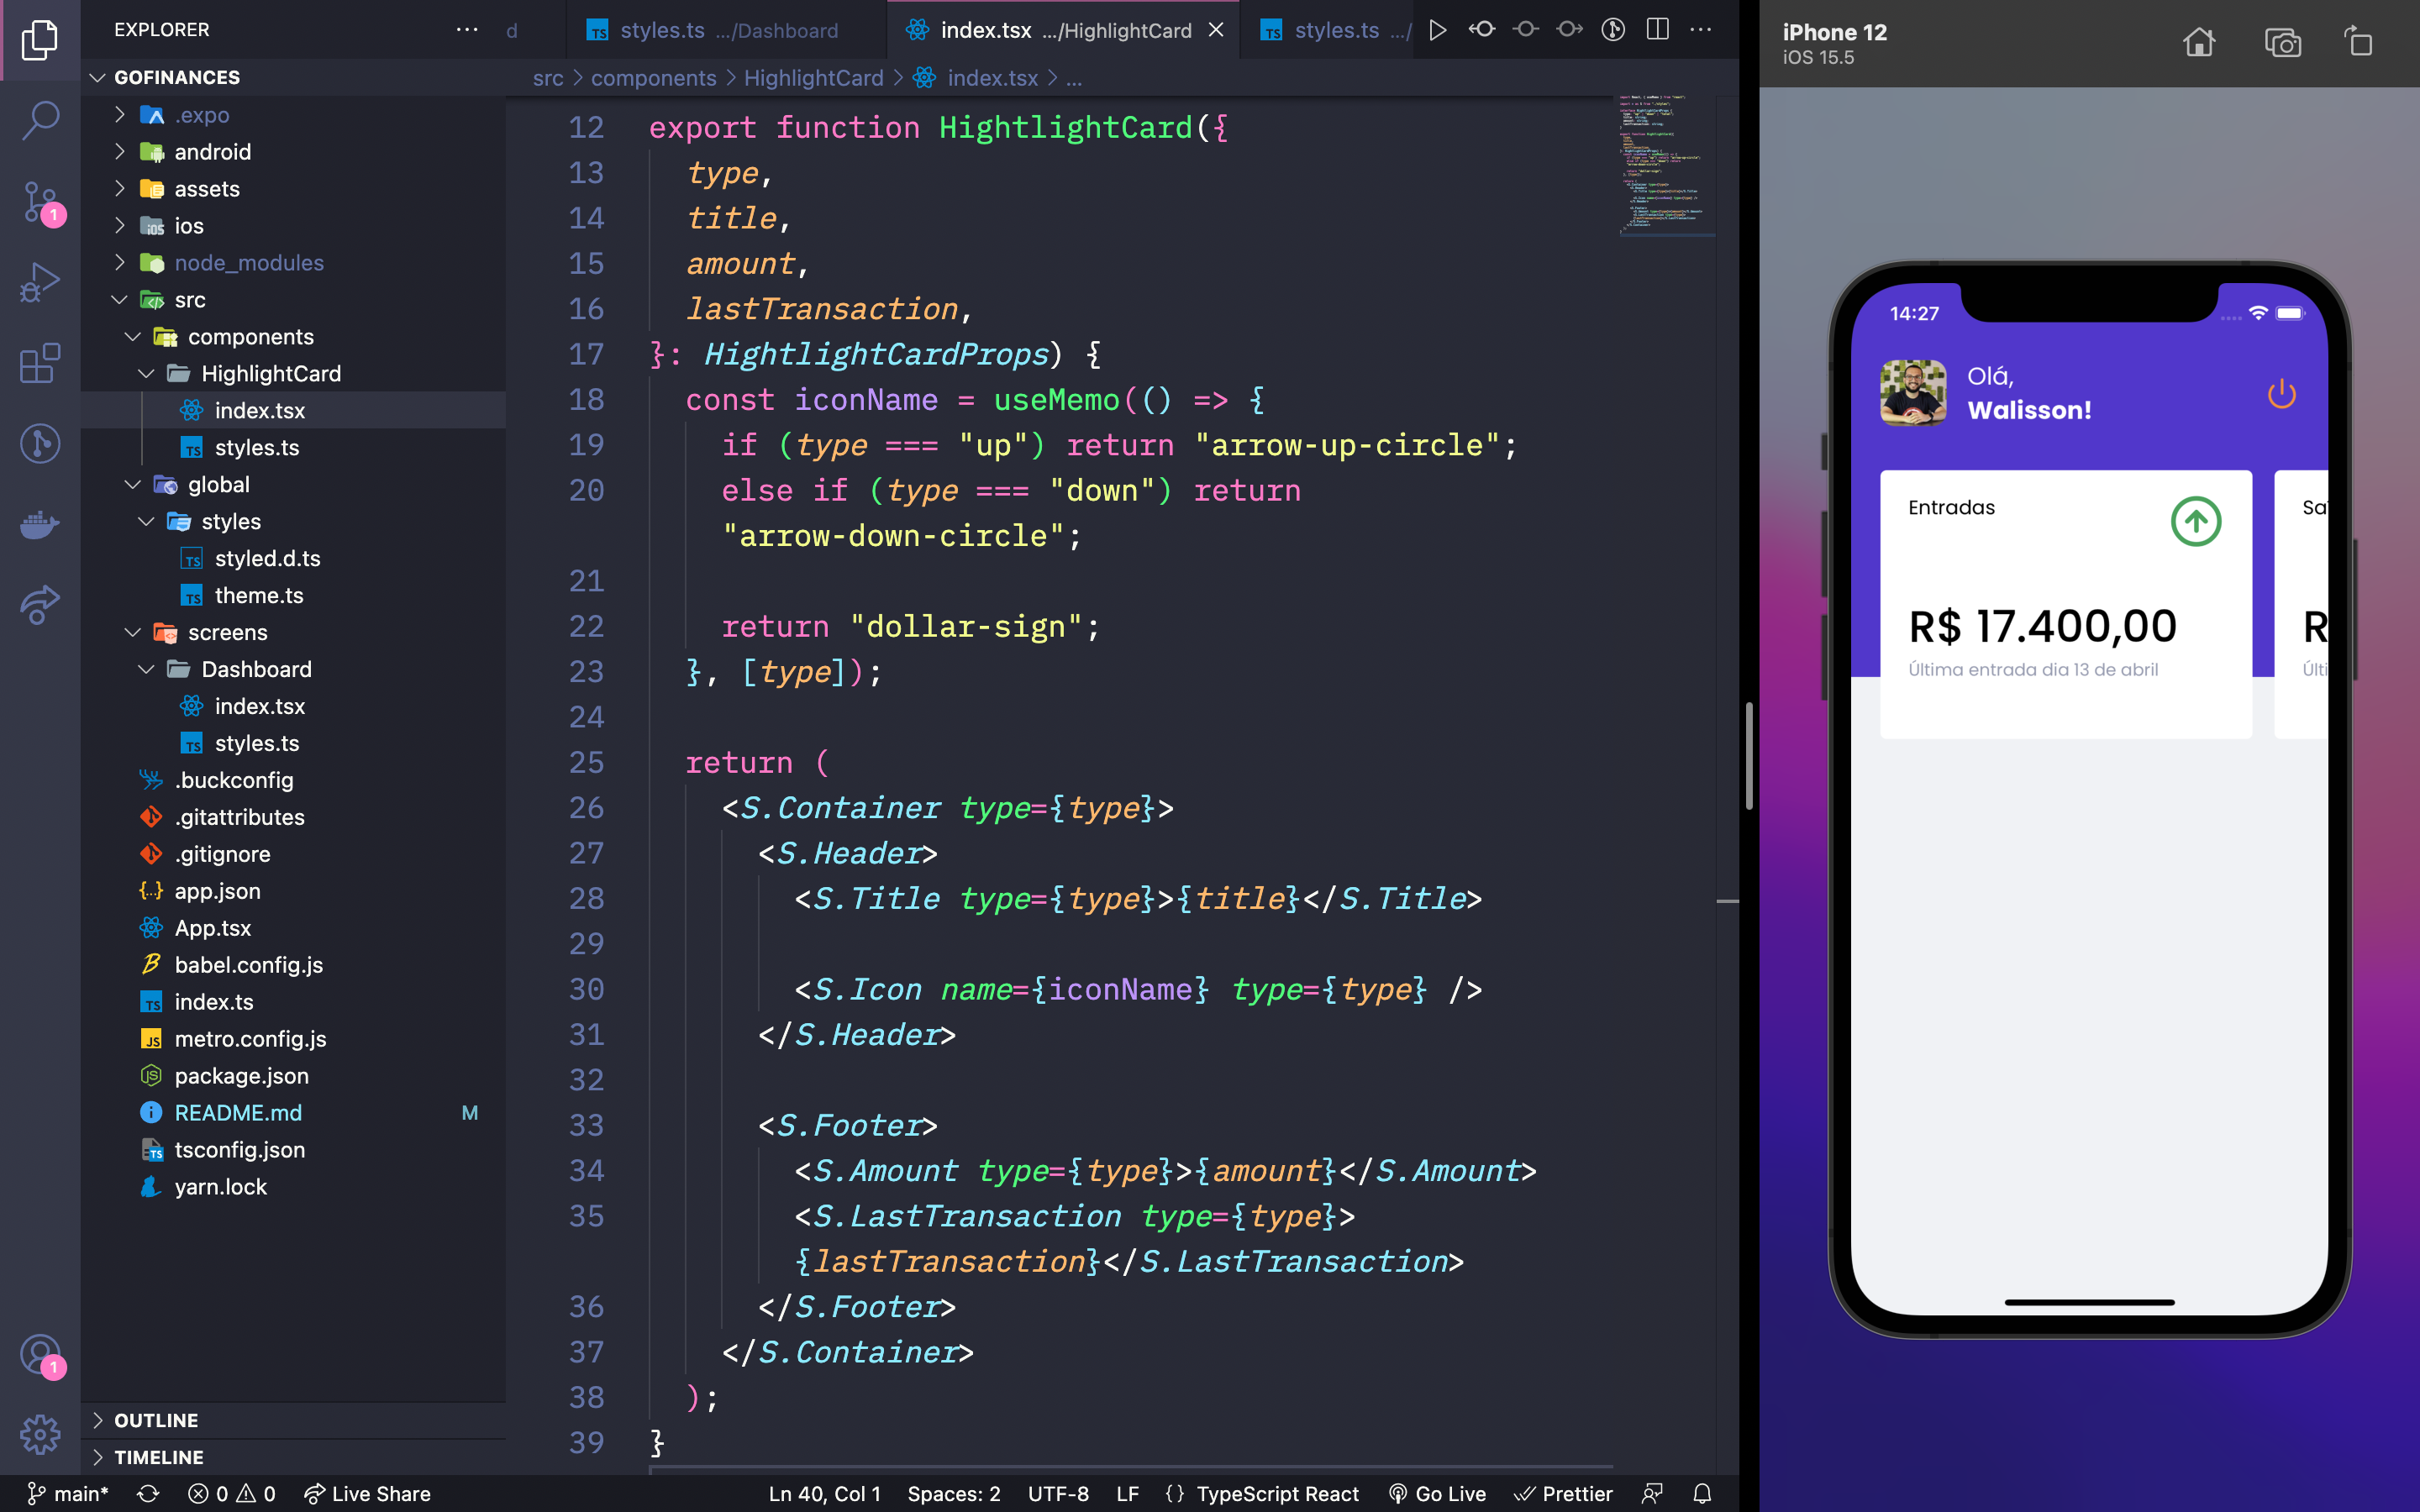 EXPLORER
GOFINANCES
.expo
android
assets
ios
node_modules
src
components
HighlightCard
index.tsx
styles.ts
global
styles
styled.d.ts
theme.ts
screens
Dashboard
index.tsx
styles.ts
.buckconfig
.gitattributes
.gitignore
app.json
App.tsx
babel.config.js
index.ts
metro.config.js
package.json
README.md M
tsconfig.json
yarn.lock
OUTLINE
TIMELINE
1
1
d styles.ts .../Dashboard index.tsx .../HighlightCard styles.ts .../
src > components > HighlightCard > index.tsx > ...
12 export function HightlightCard({
13 type,
14 title,
15 amount,
16 lastTransaction,
17 }: HightlightCardProps) {
18 const iconName = useMemo(() => {
19 if (type === "up") return "arrow-up-circle";
20 else if (type === "down") return
"arrow-down-circle";
21
22 return "dollar-sign";
23 }, [type]);
24
25 return (
26 <S.Container type={type}>
27 <S.Header>
28 <S.Title type={type}>{title}</S.Title>
29
30 <S.Icon name={iconName} type={type} />
31 </S.Header>
32
33 <S.Footer>
34 <S.Amount type={type}>{amount}</S.Amount>
35 <S.LastTransaction type={type}>
{lastTransaction}</S.LastTransaction>
36 </S.Footer>
37 </S.Container>
38 );
39 }
main* 0 0 Live Share Ln 40, Col 1 Spaces: 2 UTF-8 LF {} TypeScript React Go Live Prettier
iPhone 12
iOS 15.5
14:27
Olá,
Walisson!
Entradas
R$ 17.400,00
Última entrada dia 13 de abril
Sa
R
Últi